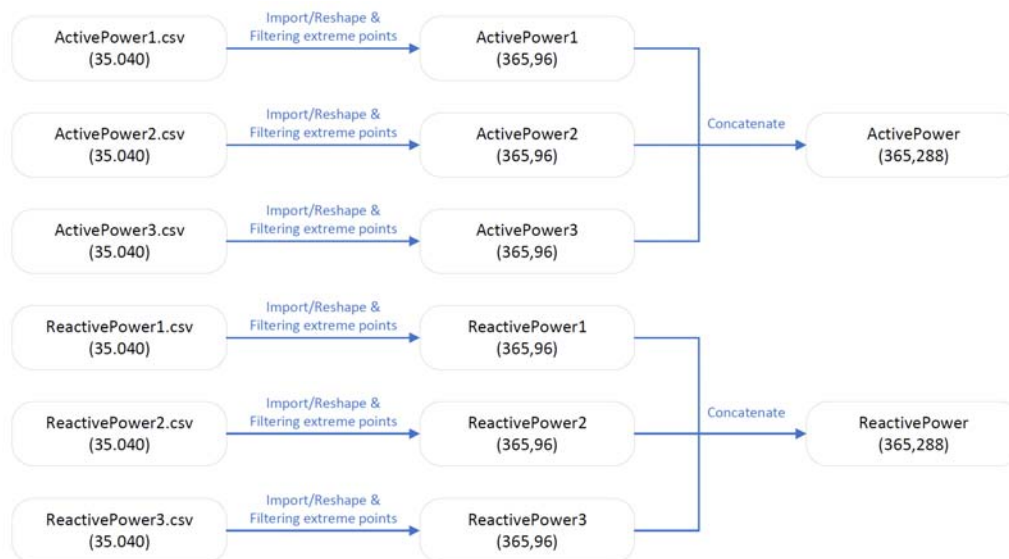 Import/Reshape &
Filtering extreme points
ActivePower1.csv
(35.040)
ActivePower1
(365,96)
Import/Reshape &
Filtering extreme points
ActivePower2.csv
(35.040)
ActivePower2
(365,96)
Concatenate
ActivePower
(365,288)
Import/Reshape &
Filtering extreme points
ActivePower3.csv
(35.040)
ActivePower3
(365,96)
Import/Reshape &
Filtering extreme points
ReactivePower1.csv
(35.040)
ReactivePower1
(365,96)
Import/Reshape &
Filtering extreme points
ReactivePower2.csv
(35.040)
ReactivePower2
(365,96)
Concatenate
ReactivePower
(365,288)
Import/Reshape &
Filtering extreme points
ReactivePower3.csv
(35.040)
ReactivePower3
(365,96)